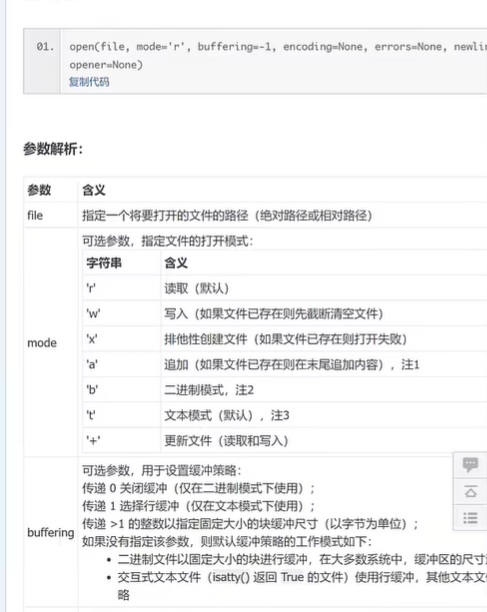 01. open(file, mode='r', buffering=-1, encoding=None, errors=None,
opener=None)
复制代码
参数解析：
参数 含义
file 指定一个将要打开的文件的路径（绝对路径或相对路径）
mode 可选参数，指定文件的打开模式：
字符串 含义
'r' 读取（默认）
'w' 写入（如果文件已存在则先截断清空文件）
'x' 排他性创建文件（如果文件已存在则打开失败）
'a' 追加（如果文件已存在则在末尾追加内容），注1
'b' 二进制模式，注2
't' 文本模式（默认），注3
'+' 更新文件（读取和写入）
buffering 可选参数，用于设置缓冲策略：
传递 0 关闭缓冲（仅在二进制模式下使用）；
传递 1 选择行缓冲（仅在文本模式下使用）；
传递 >1 的整数以指定固定大小的块缓冲尺寸（以字节为单位）；
如果没有指定该参数，则默认缓冲策略的工作模式如下：
• 二进制文件以固定大小的块进行缓冲，在大多数系统中，缓冲区的尺寸
• 交互式文本文件（isatty() 返回 True 的文件）使用行缓冲，其他文本文
略